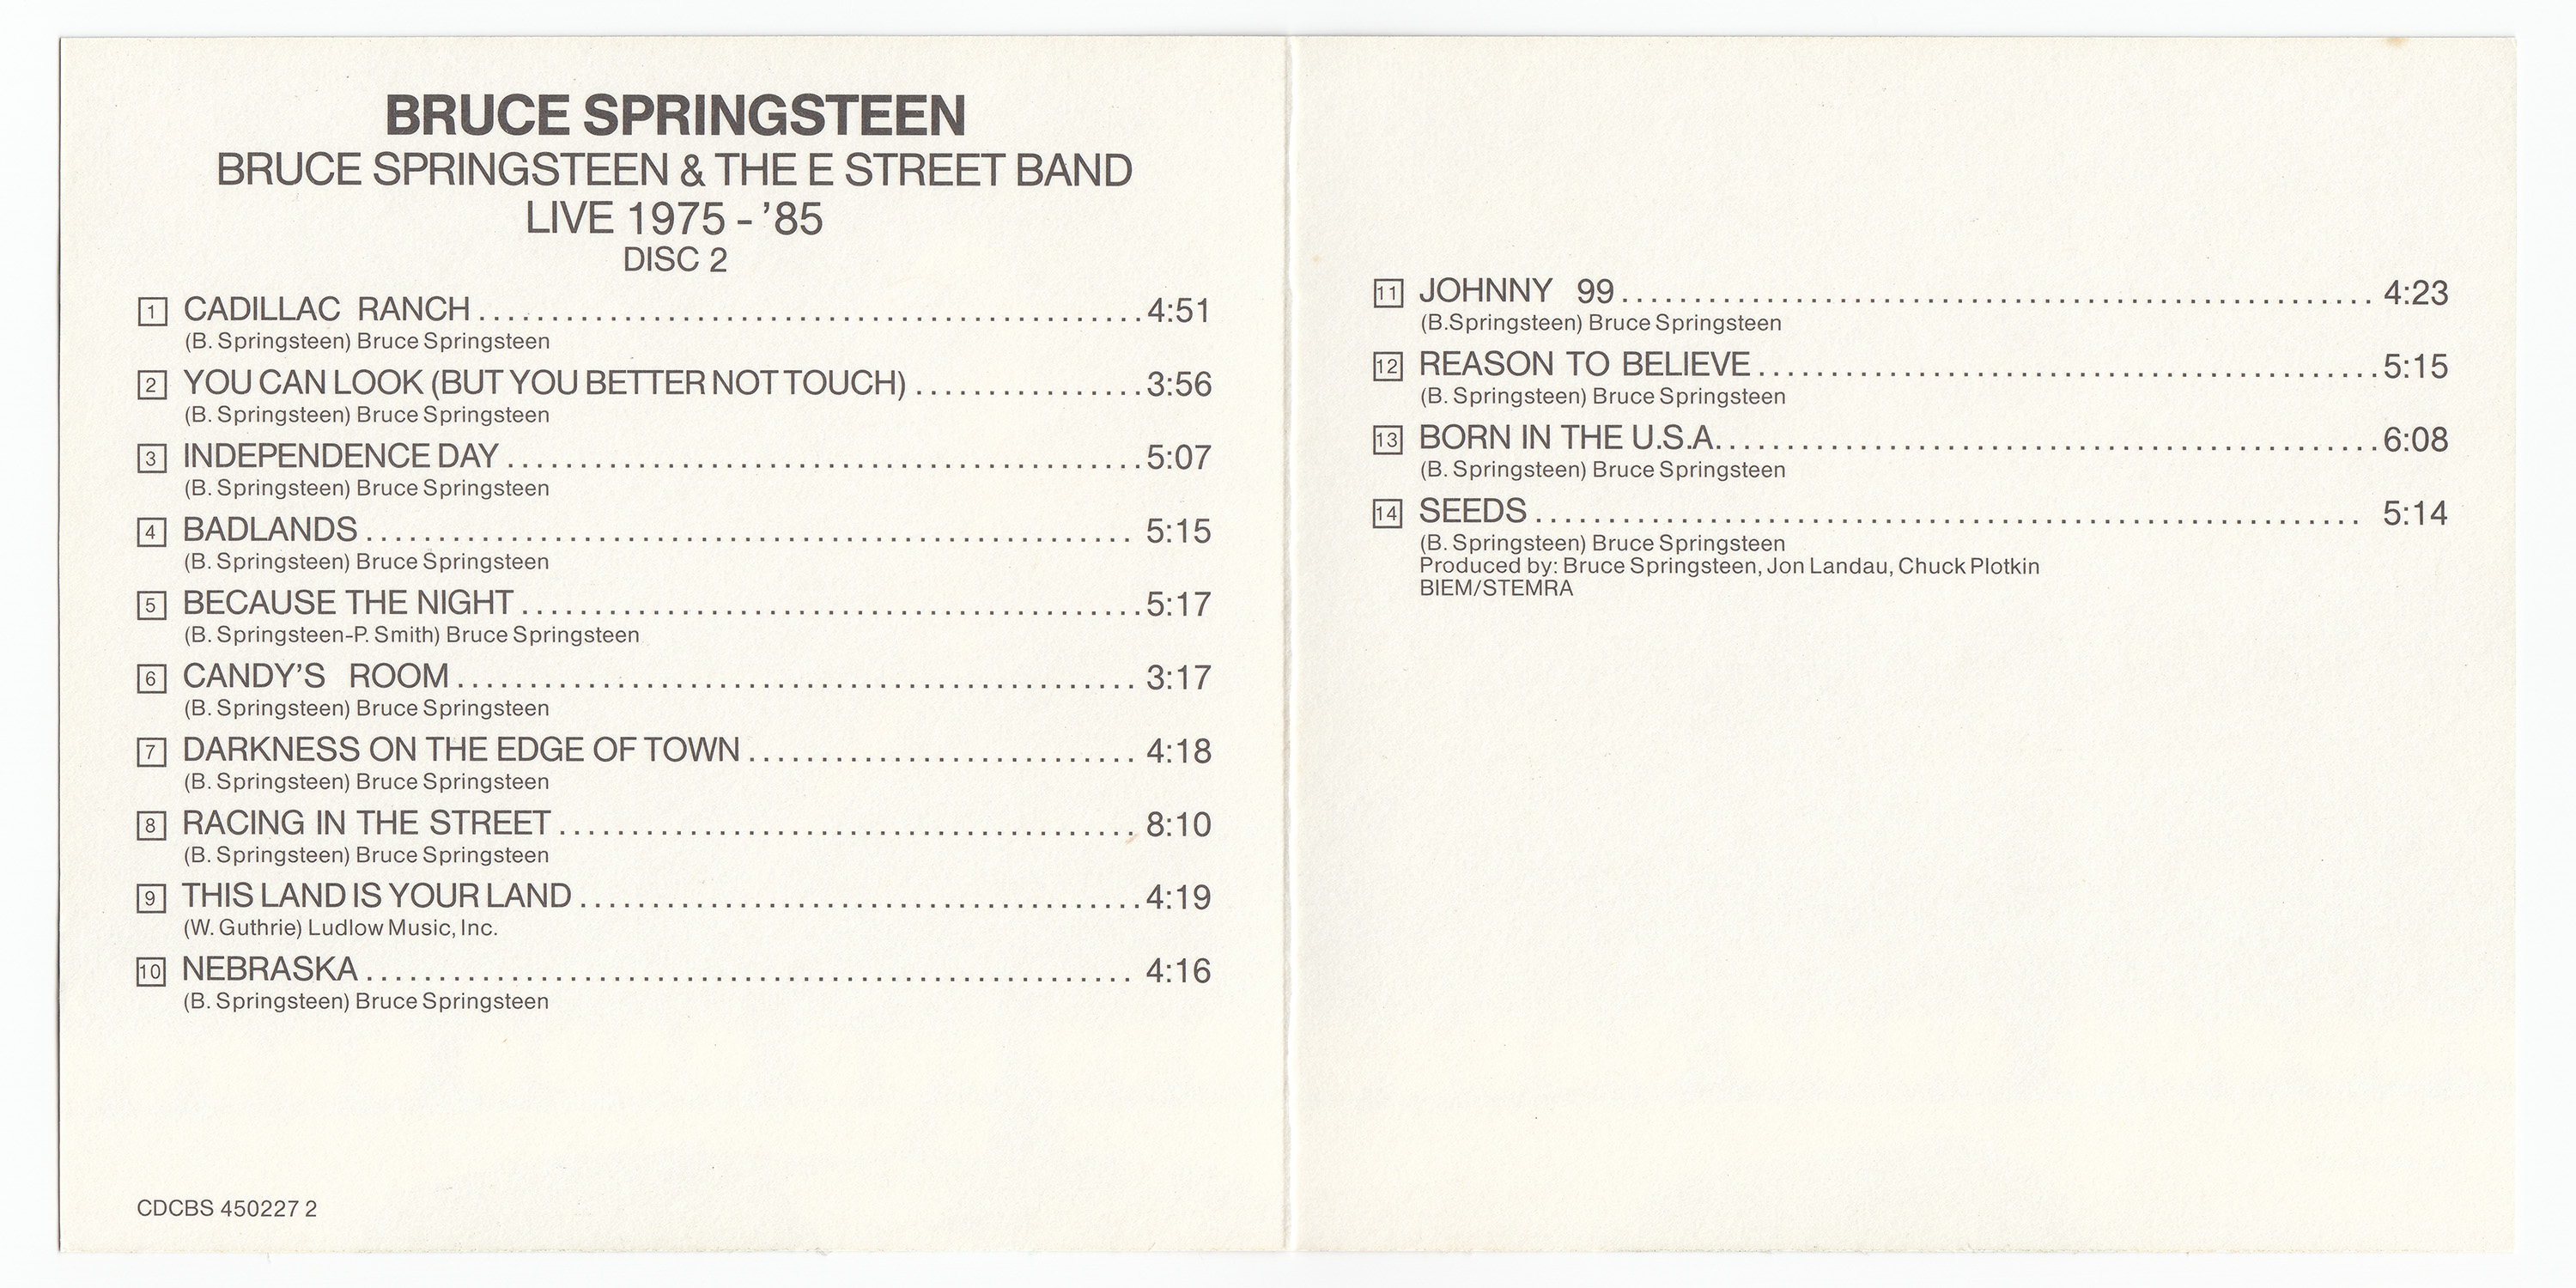 BRUCE SPRINGSTEEN
BRUCE SPRINGSTEEN & THE E STREET BAND
LIVE 1975 - ’85
DISC 2
1 CADILLAC RANCH ........................................ 4:51
(B. Springsteen) Bruce Springsteen
2 YOU CAN LOOK (BUT YOU BETTER NOT TOUCH) ................ 3:56
(B. Springsteen) Bruce Springsteen
3 INDEPENDENCE DAY ........................................ 5:07
(B. Springsteen) Bruce Springsteen
4 BADLANDS ........................................ 5:15
(B. Springsteen) Bruce Springsteen
5 BECAUSE THE NIGHT ........................................ 5:17
(B. Springsteen-P. Smith) Bruce Springsteen
6 CANDY’S ROOM ........................................ 3:17
(B. Springsteen) Bruce Springsteen
7 DARKNESS ON THE EDGE OF TOWN ........................... 4:18
(B. Springsteen) Bruce Springsteen
8 RACING IN THE STREET ........................................ 8:10
(B. Springsteen) Bruce Springsteen
9 THIS LAND IS YOUR LAND ....................................... 4:19
(W. Guthrie) Ludlow Music, Inc.
10 NEBRASKA ........................................ 4:16
(B. Springsteen) Bruce Springsteen
CDCBS 450227 2
11 JOHNNY 99 ........................................ 4:23
(B.Springsteen) Bruce Springsteen
12 REASON TO BELIEVE ........................................ 5:15
(B. Springsteen) Bruce Springsteen
13 BORN IN THE U.S.A. ........................................ 6:08
(B. Springsteen) Bruce Springsteen
14 SEEDS ........................................ 5:14
(B. Springsteen) Bruce Springsteen
Produced by: Bruce Springsteen, Jon Landau, Chuck Plotkin
BIEM/STEMRA